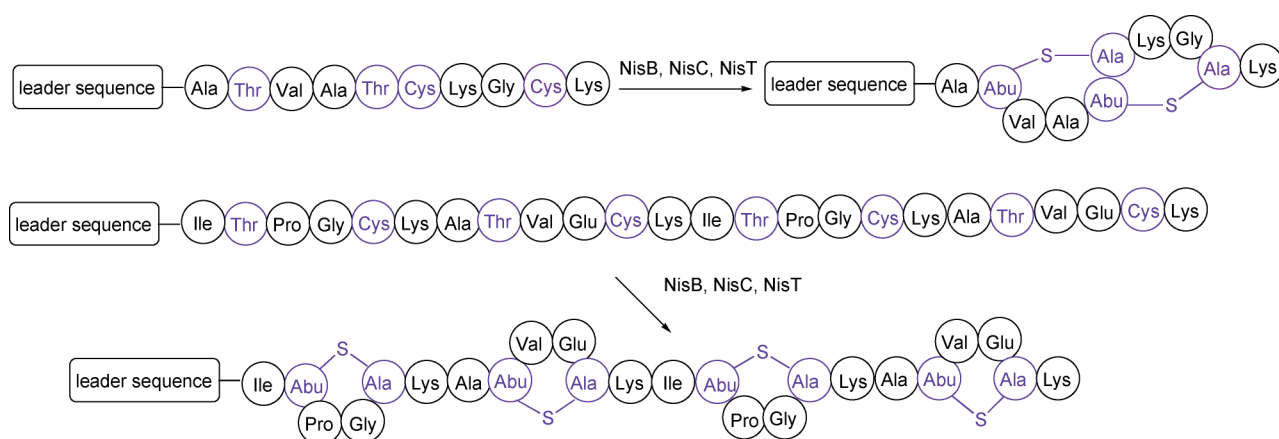 leader sequence Ala Thr Val Ala Thr Cys Lys Gly Cys Lys
NisB, NisC, NisT
leader sequence Ala Abu Val Ala Abu S Ala Lys Gly Ala S Lys
leader sequence Ile Thr Pro Gly Cys Lys Ala Thr Val Glu Cys Lys Ile Thr Pro Gly Cys Lys Ala Thr Val Glu Cys Lys
NisB, NisC, NisT
leader sequence Ile Abu S Ala Pro Gly Lys Ala Abu Val Glu Ala S Lys Ile Abu S Ala Pro Gly Lys Ala Abu Val Glu Ala S Lys